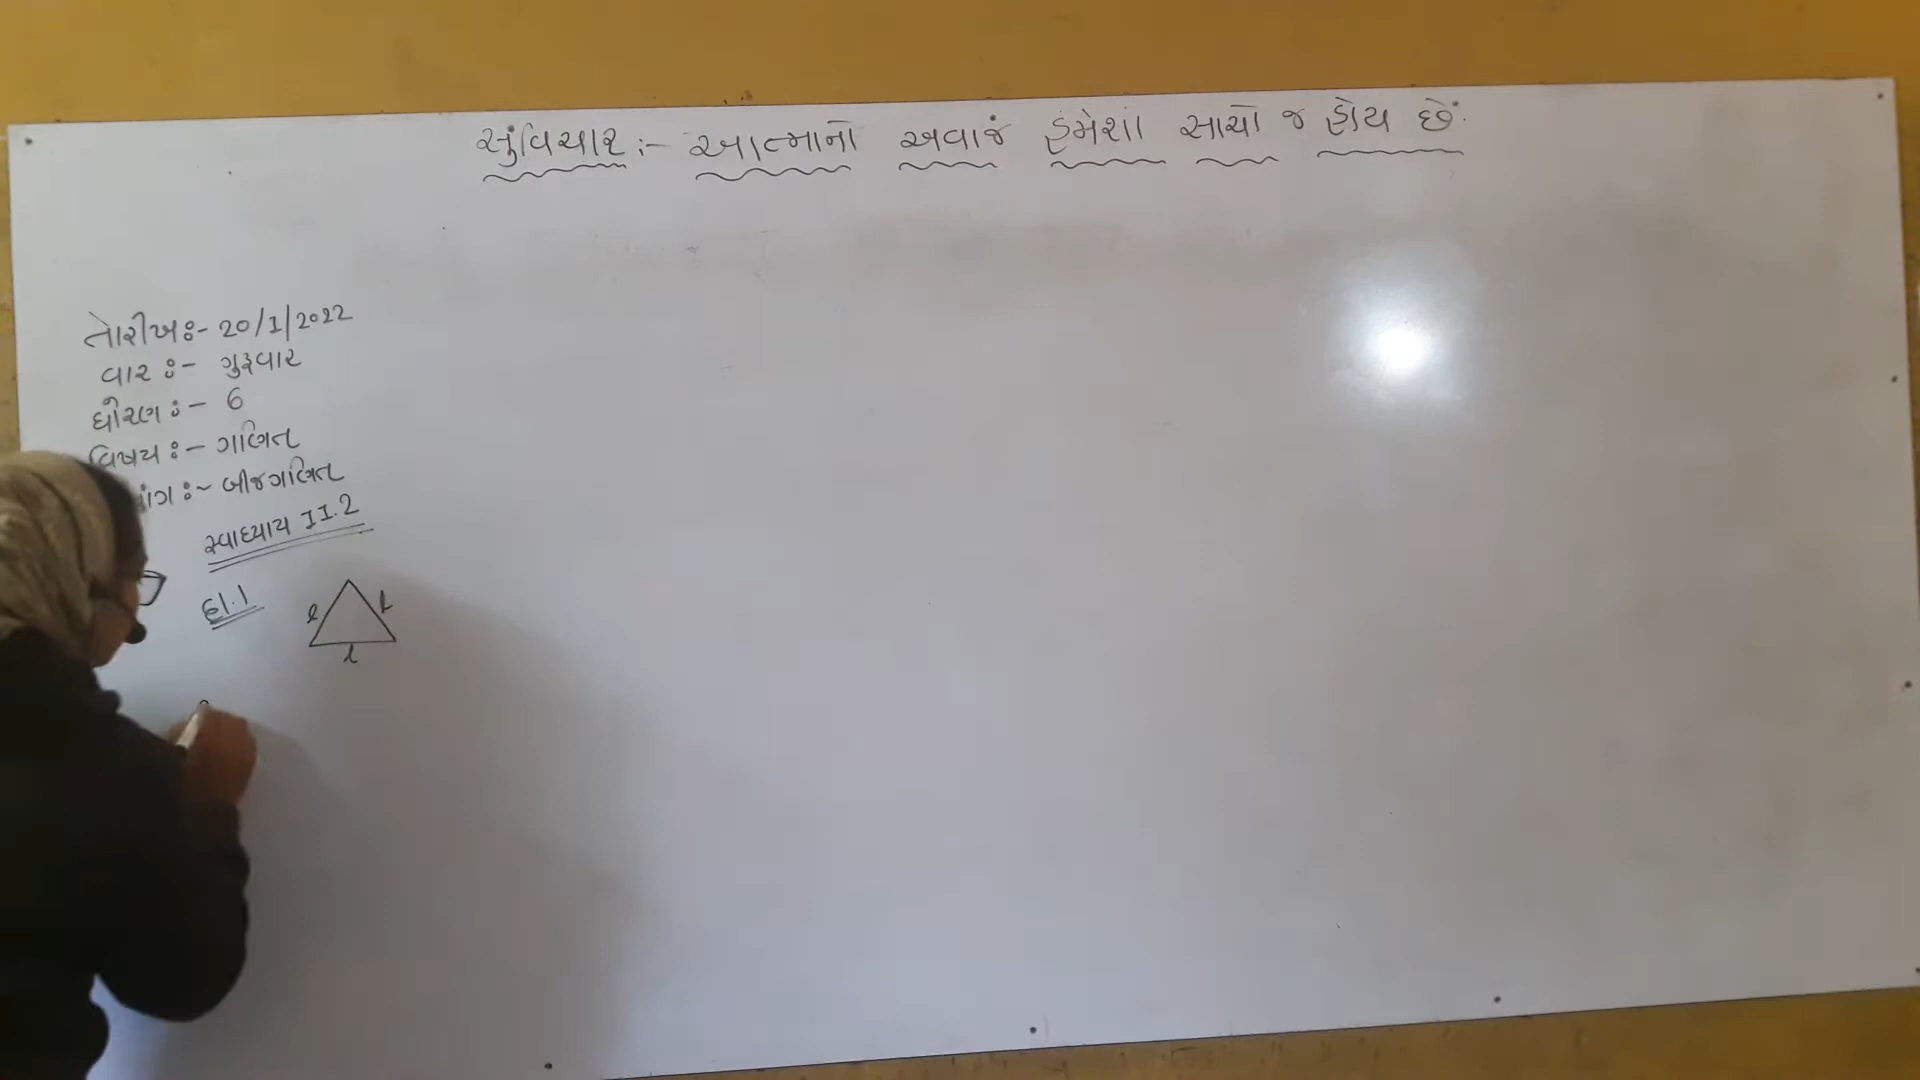 સુવિચાર :- આત્માનો અવાજ હંમેશાં સાચો જ હોય છે.
તારીખ :- 20/1/2022
વાર :- ગુરૂવાર
ધોરણ :- 6
વિષય :- ગણિત
:- બીજગણિત
સ્વાધ્યાય 11.2
દા.1
l
l
l